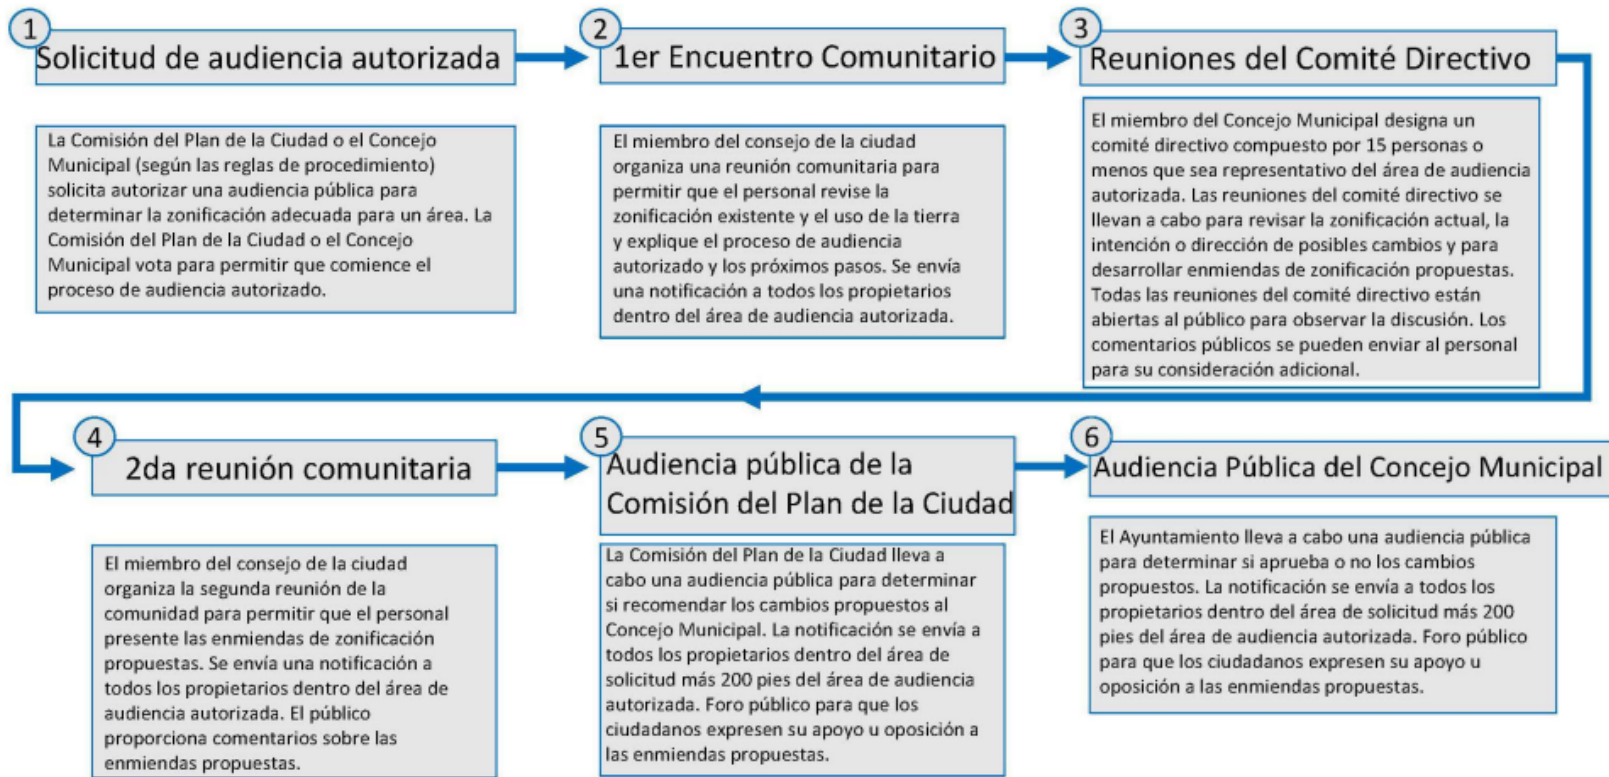 1
Solicitud de audiencia autorizada
La Comisión del Plan de la Ciudad o el Concejo
Municipal (según las reglas de procedimiento)
solicita autorizar una audiencia pública para
determinar la zonificación adecuada para un área. La
Comisión del Plan de la Ciudad o el Concejo
Municipal vota para permitir que comience el
proceso de audiencia autorizado.
2
1er Encuentro Comunitario
El miembro del consejo de la ciudad
organiza una reunión comunitaria para
permitir que el personal revise la
zonificación existente y el uso de la tierra
y explique el proceso de audiencia
autorizado y los próximos pasos. Se envía
una notificación a todos los propietarios
dentro del área de audiencia autorizada.
3
Reuniones del Comité Directivo
El miembro del Concejo Municipal designa un
comité directivo compuesto por 15 personas o
menos que sea representativo del área de audiencia
autorizada. Las reuniones del comité directivo se
llevan a cabo para revisar la zonificación actual, la
intención o dirección de posibles cambios y para
desarrollar enmiendas de zonificación propuestas.
Todas las reuniones del comité directivo están
abiertas al público para observar la discusión. Los
comentarios públicos se pueden enviar al personal
para su consideración adicional.
4
2da reunión comunitaria
El miembro del consejo de la ciudad
organiza la segunda reunión de la
comunidad para permitir que el personal
presente las enmiendas de zonificación
propuestas. Se envía una notificación a
todos los propietarios dentro del área de
audiencia autorizada. El público
proporciona comentarios sobre las
enmiendas propuestas.
5
Audiencia pública de la
Comisión del Plan de la Ciudad
La Comisión del Plan de la Ciudad lleva a
cabo una audiencia pública para determinar
si recomendar los cambios propuestos al
Concejo Municipal. La notificación se envía a
todos los propietarios dentro del área de
solicitud más 200 pies del área de audiencia
autorizada. Foro público para que los
ciudadanos expresen su apoyo u oposición a
las enmiendas propuestas.
6
Audiencia Pública del Concejo Municipal
El Ayuntamiento lleva a cabo una audiencia pública
para determinar si aprueba o no los cambios
propuestos. La notificación se envía a todos los
propietarios dentro del área de solicitud más 200
pies del área de audiencia autorizada. Foro público
para que los ciudadanos expresen su apoyo u
oposición a las enmiendas propuestas.